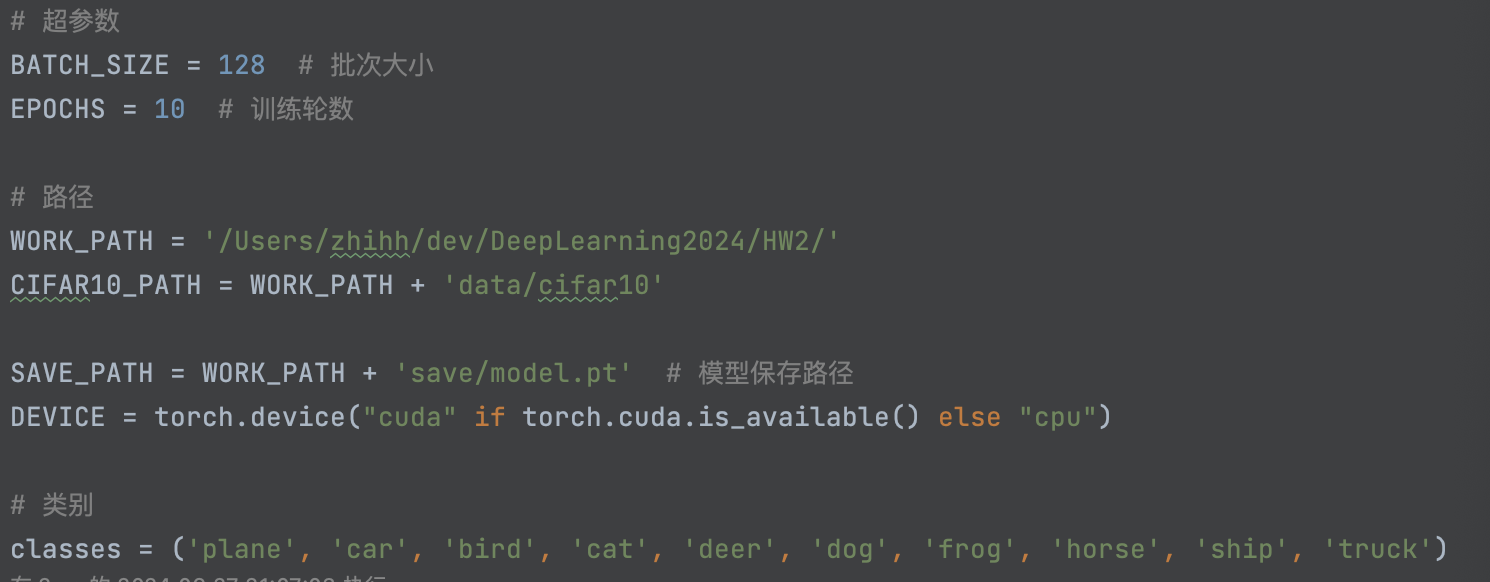 # 超参数
BATCH_SIZE = 128  # 批次大小
EPOCHS = 10  # 训练轮数
# 路径
WORK_PATH = '/Users/zhihh/dev/DeepLearning2024/HW2/'
CIFAR10_PATH = WORK_PATH + 'data/cifar10'
SAVE_PATH = WORK_PATH + 'save/model.pt'  # 模型保存路径
DEVICE = torch.device("cuda" if torch.cuda.is_available() else "cpu")
# 类别
classes = ('plane', 'car', 'bird', 'cat', 'deer', 'dog', 'frog', 'horse', 'ship', 'truck')